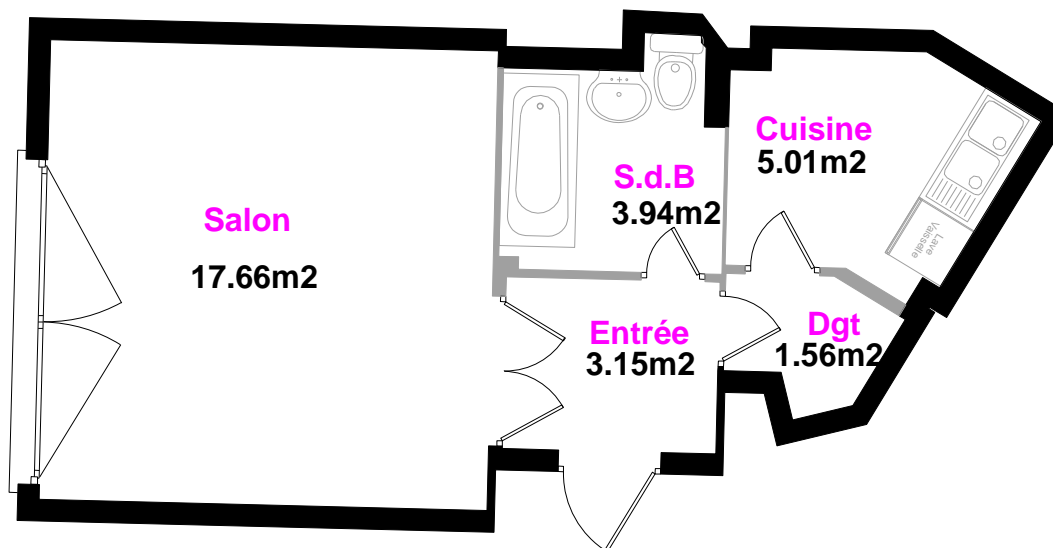 Salon
17.66m2
S.d.B
3.94m2
Cuisine
5.01m2
Lave
Vaisselle
Entrée
3.15m2
Dgt
1.56m2